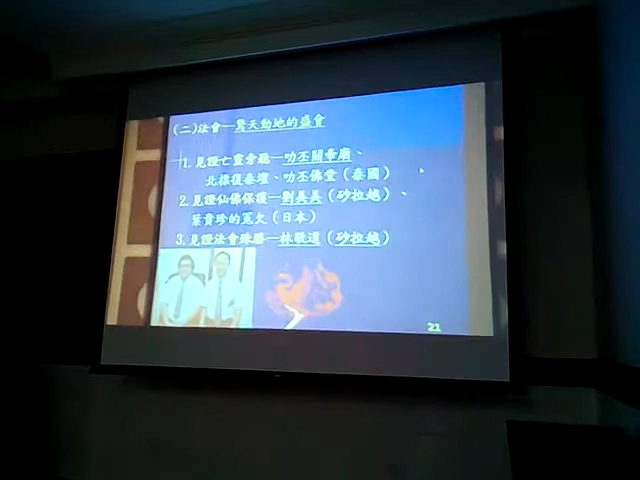 (二)法會—驚天動地的盛會
1. 見證亡靈旁聽—叻丕關帝廟、
北標復泰壇、叻丕佛堂(泰國)
2. 見證仙佛保護—劉美美(砂拉越)、
葉貴珍的冤欠(日本)
3. 見證法會殊勝—林敬道(砂拉越)
21